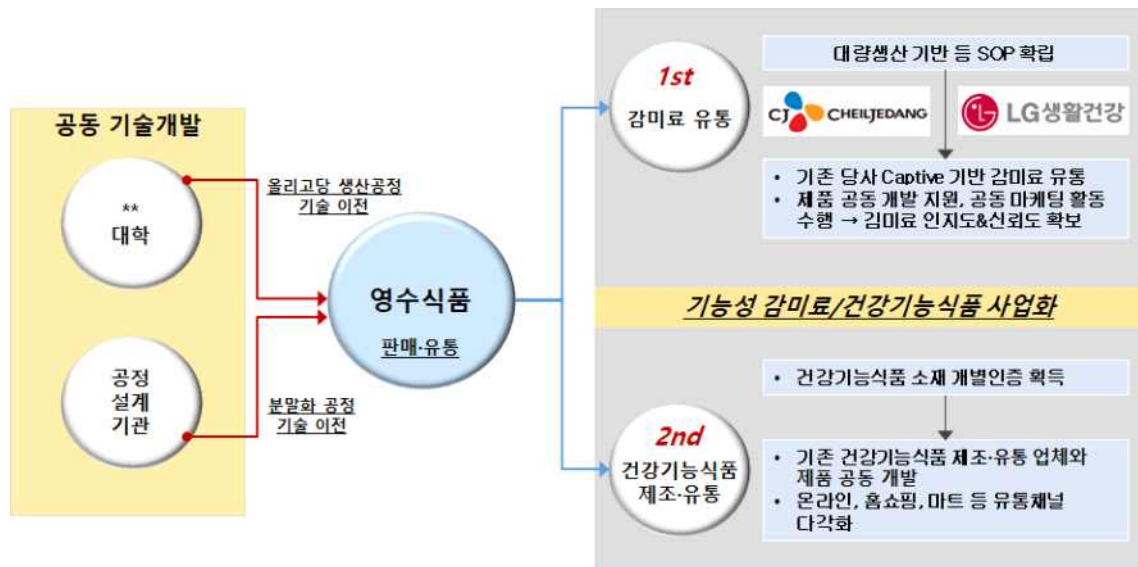 공동 기술개발
**
대학
공정
설계
기관
올리고당 생산공정
기술 이전
분말화 공정
기술 이전
영수식품
판매·유통
1st
감미료 유통
대량생산 기반 등 SOP 확립
CJ CHEILJEDANG
LG생활건강
• 기존 당사 Captive 기반 감미료 유통
• 제품 공동 개발 지원, 공동 마케팅 활동
수행 → 김미료 인지도&신뢰도 확보
기능성 감미료/건강기능식품 사업화
2nd
건강기능식품
제조·유통
• 건강기능식품 소재 개별인증 획득
• 기존 건강기능식품 제조·유통 업체와
제품 공동 개발
• 온라인, 홈쇼핑, 마트 등 유통채널
다각화